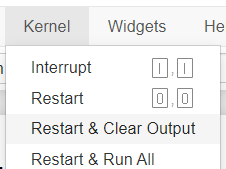 Kernel Widgets He
Interrupt I , I
Restart 0 , 0
Restart & Clear Output
Restart & Run All